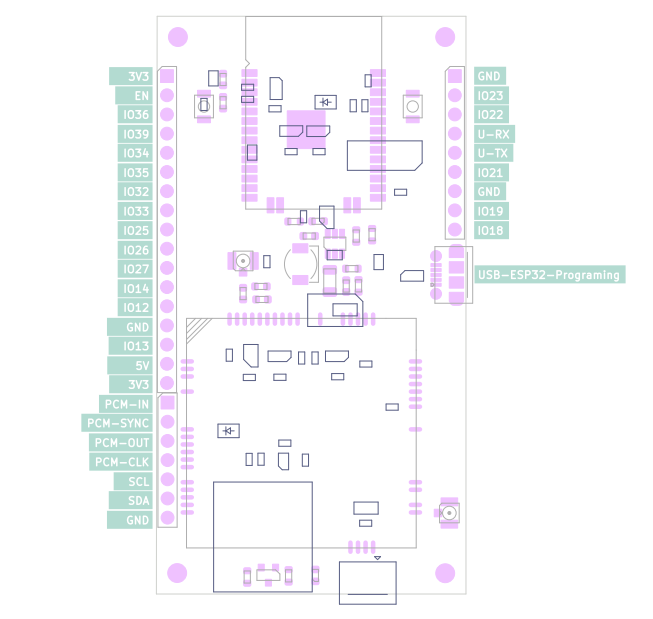 3V3
EN
IO36
IO39
IO34
IO35
IO32
IO33
IO25
IO26
IO27
IO14
IO12
GND
IO13
5V
3V3
PCM-IN
PCM-SYNC
PCM-OUT
PCM-CLK
SCL
SDA
GND
GND
IO23
IO22
U-RX
U-TX
IO21
GND
IO19
IO18
USB-ESP32-Programing